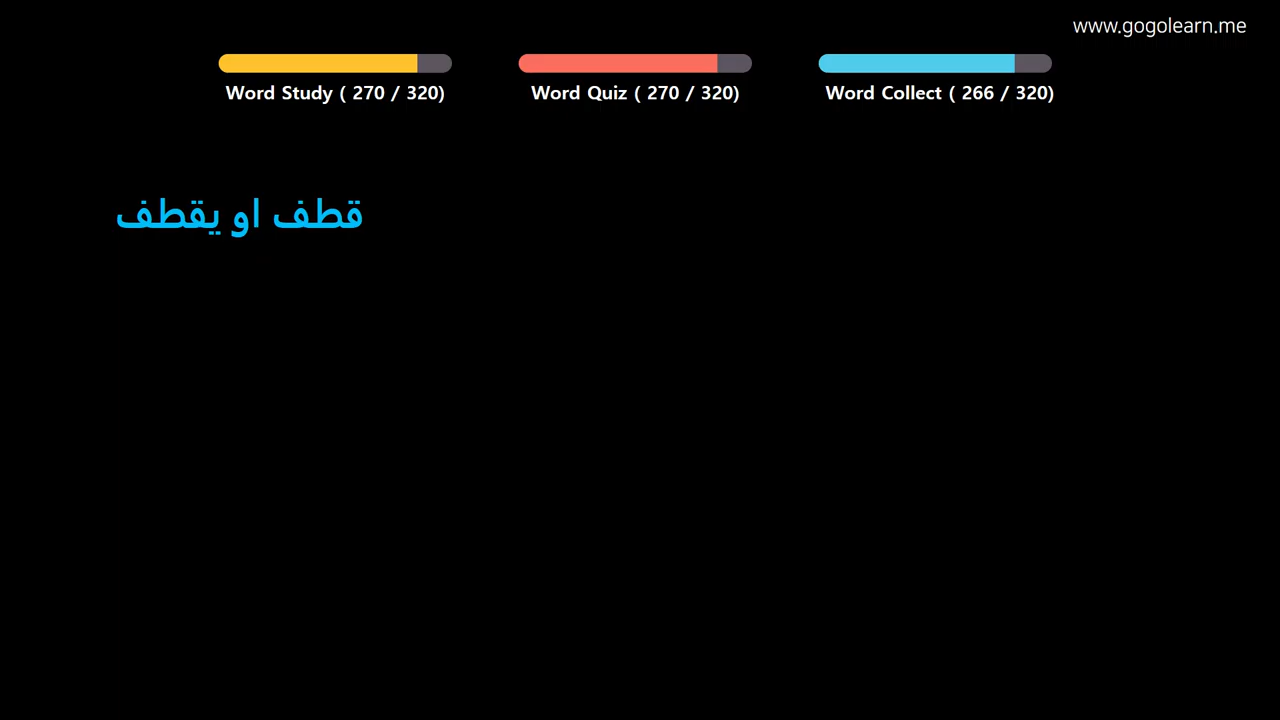 www.gogolearn.me
Word Study ( 270 / 320)
Word Quiz ( 270 / 320)
Word Collect ( 266 / 320)
قطف او يقطف